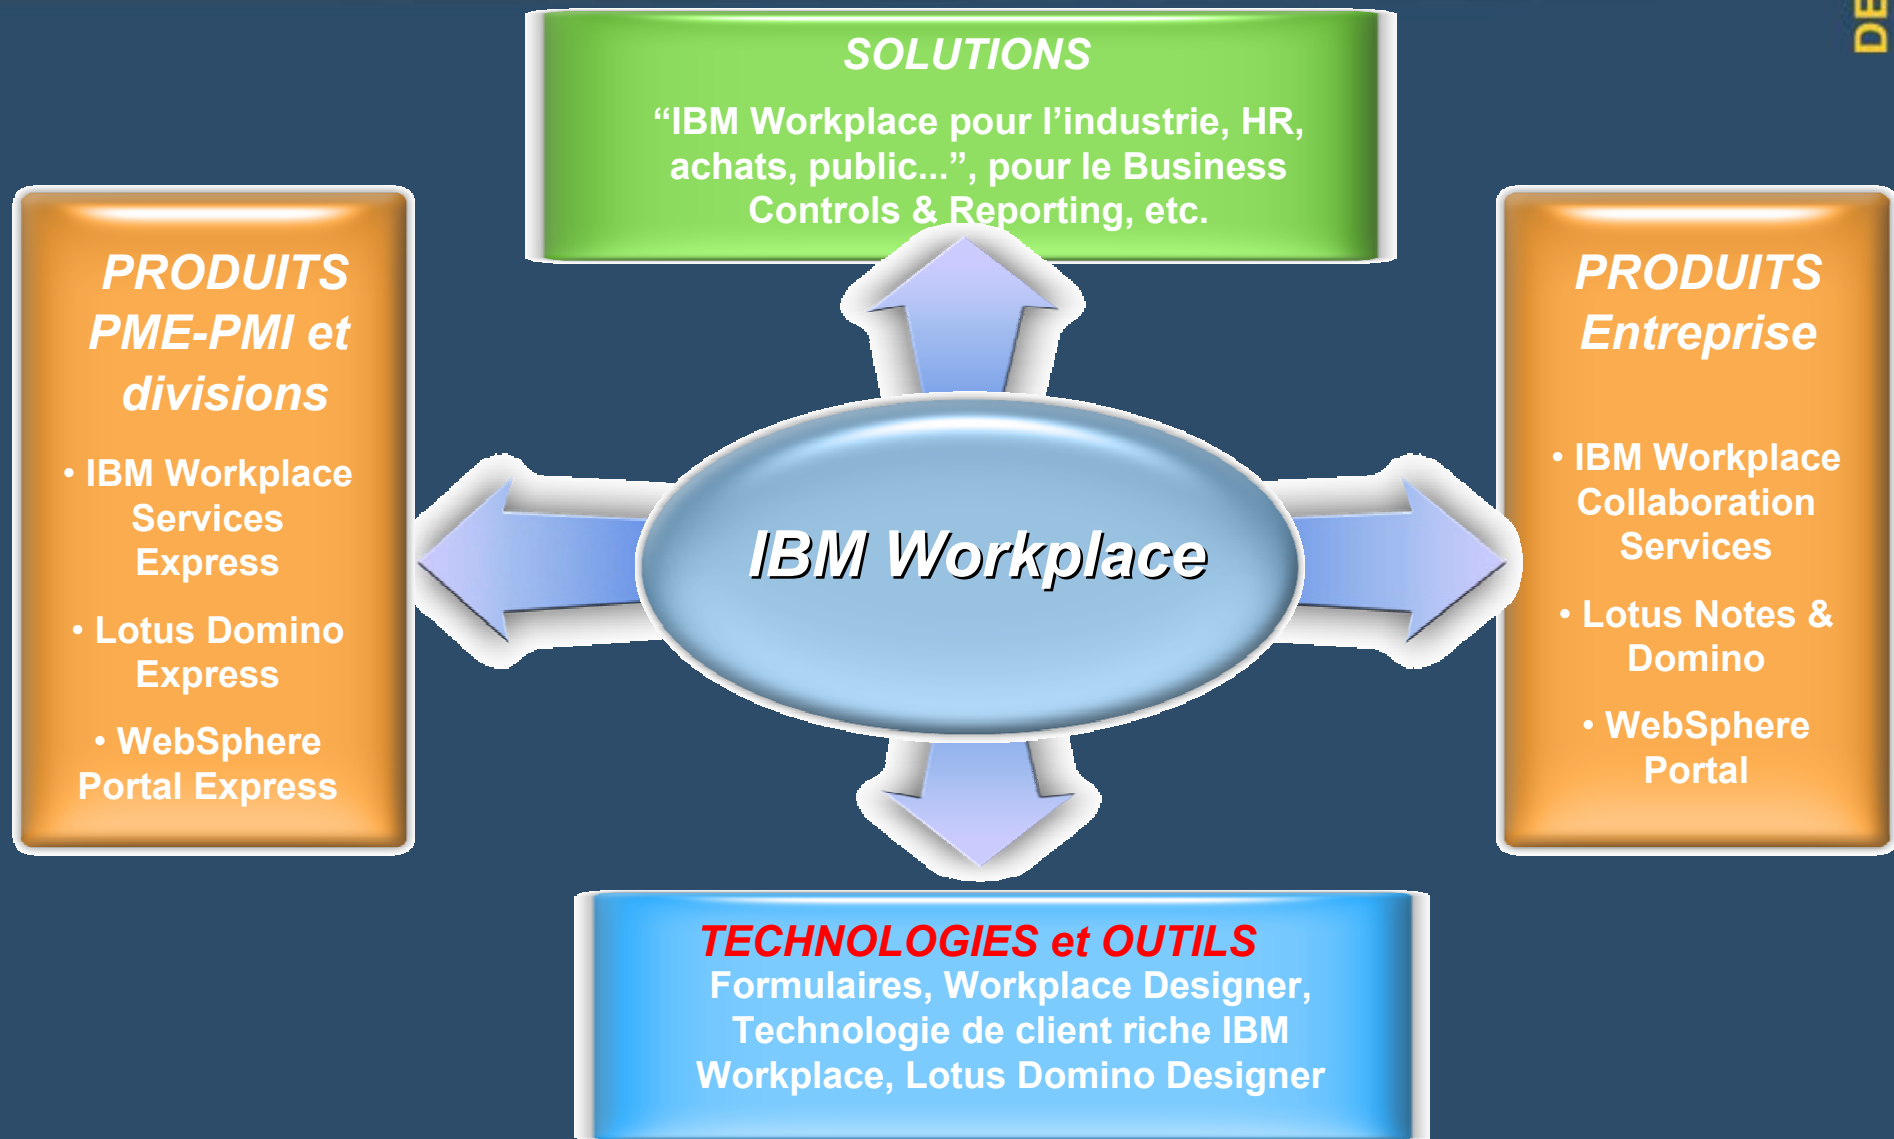 DE
SOLUTIONS
“IBM Workplace pour l’industrie, HR,
achats, public...”, pour le Business
Controls & Reporting, etc.
PRODUITS
PME-PMI et
divisions
• IBM Workplace
Services
Express
• Lotus Domino
Express
• WebSphere
Portal Express
IBM Workplace
PRODUITS
Entreprise
• IBM Workplace
Collaboration
Services
• Lotus Notes &
Domino
• WebSphere
Portal
TECHNOLOGIES et OUTILS
Formulaires, Workplace Designer,
Technologie de client riche IBM
Workplace, Lotus Domino Designer